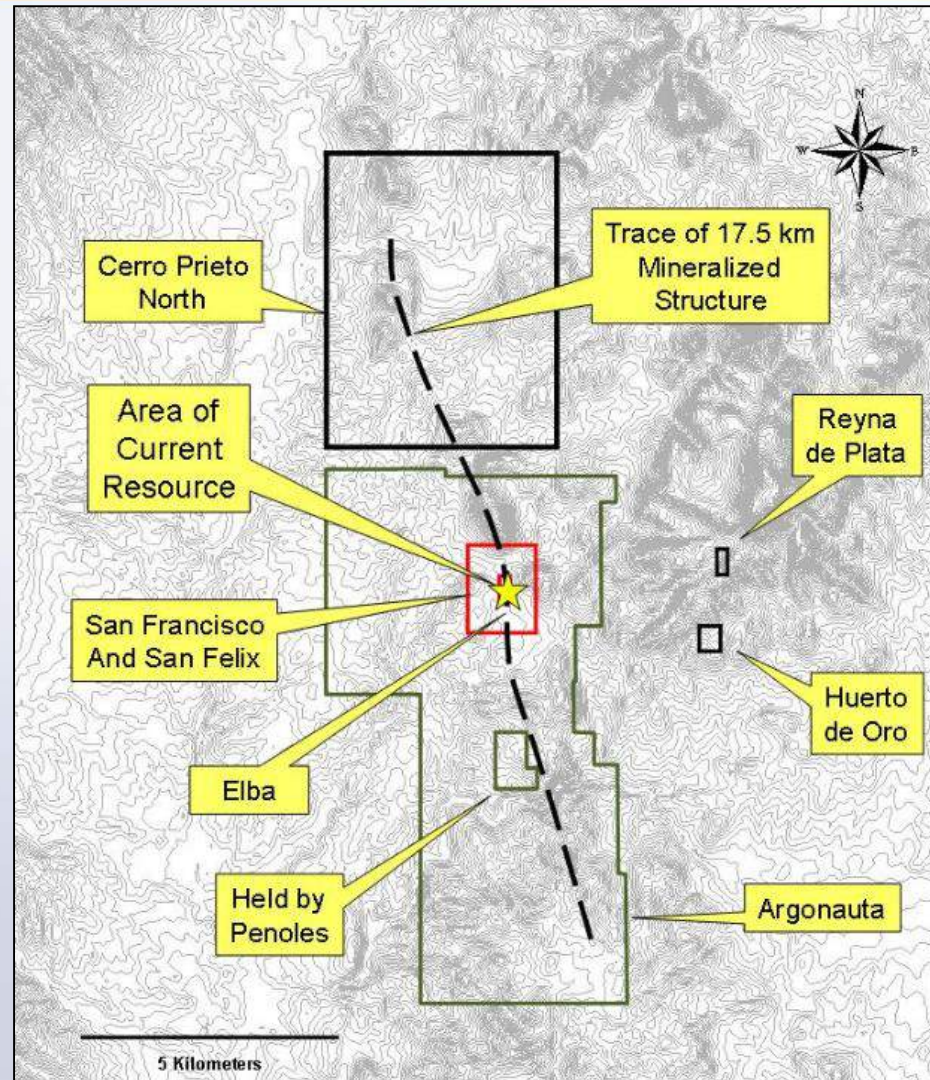 N
W
E
S
Cerro Prieto
North
Trace of 17.5 km
Mineralized
Structure
Area of
Current
Resource
Reyna
de Plata
San Francisco
And San Felix
Huerto
de Oro
Elba
Held by
Penoles
Argonauta
5 Kilometers